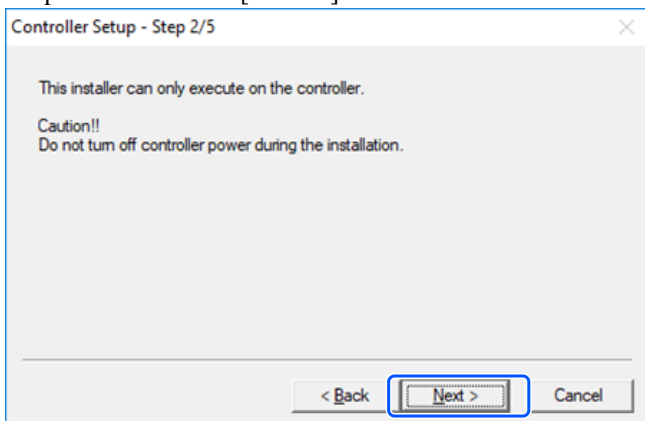 Controller Setup - Step 2/5
This installer can only execute on the controller.
Caution!!
Do not turn off controller power during the installation.
< Back
Next >
Cancel